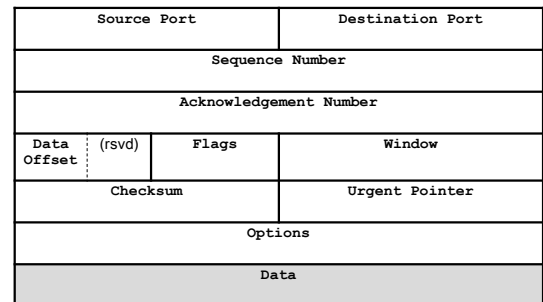 Source Port Destination Port
Sequence Number
Acknowledgement Number
Data Offset (rsvd) Flags Window
Checksum Urgent Pointer
Options
Data